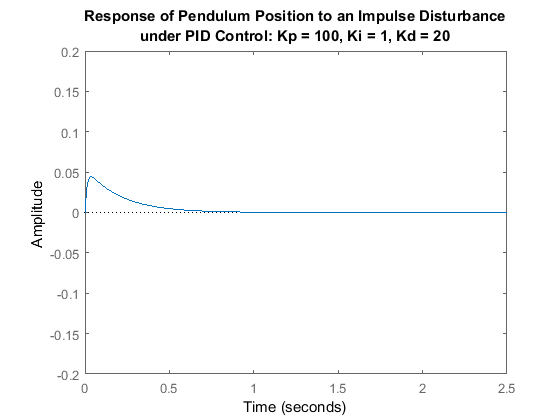 Response of Pendulum Position to an Impulse Disturbance
under PID Control: Kp = 100, Ki = 1, Kd = 20
0.2
0.15
0.1
0.05
0
-0.05
-0.1
-0.15
-0.2
Amplitude
0 0.5 1 1.5 2 2.5
Time (seconds)